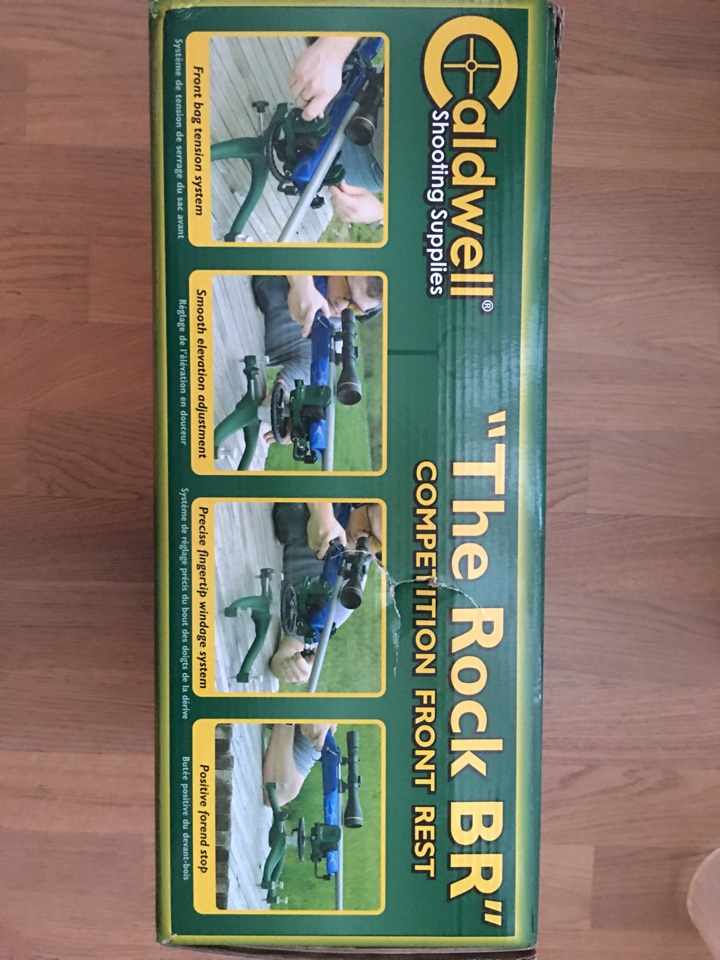 Caldwell®
Shooting Supplies
"The Rock BR"
COMPETITION FRONT REST
Front bag tension system
Système de tension de serrage du sac avant
Smooth elevation adjustment
Réglage de l'élévation en douceur
Precise fingertip windage system
Système de réglage précis du bout des doigts de la dérive
Positive forend stop
Butée positive du devant-bois